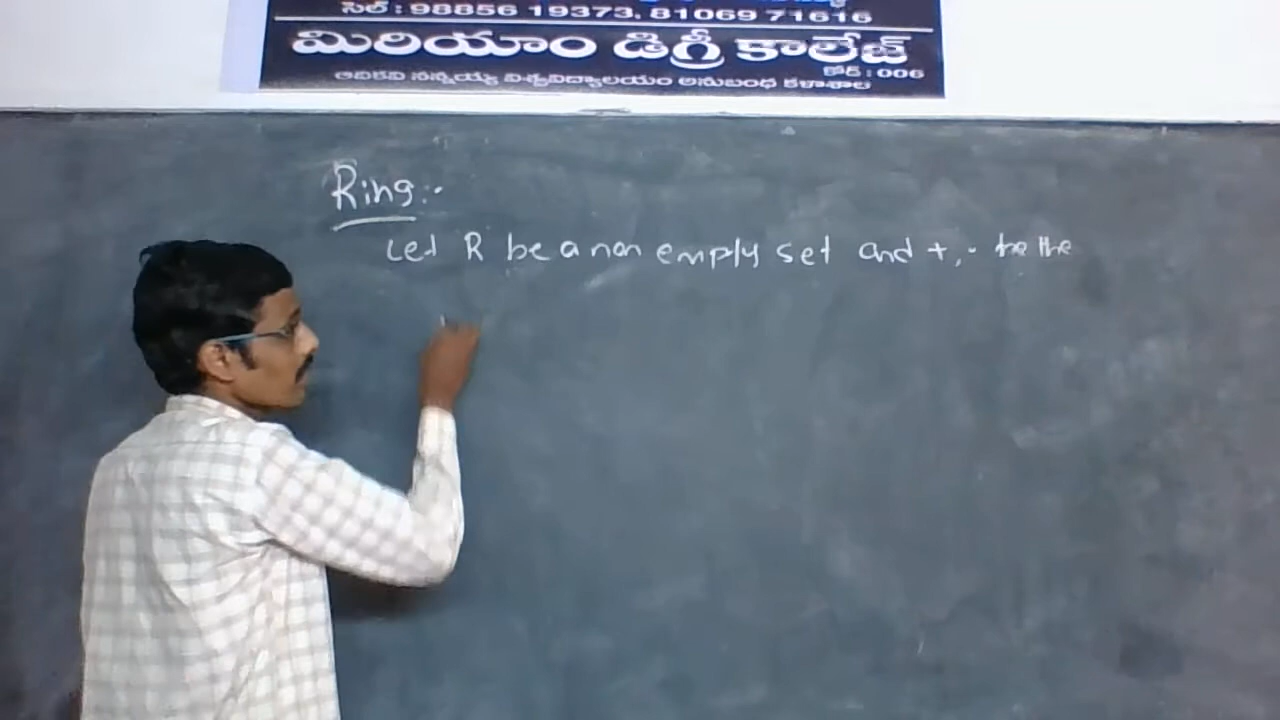 సెల్ : 98856 19373, 81069 71616
మిరియాం డిగ్రీ కాలేజ్
కోడ్ : 006
ఆదికవి నన్నయ్య విశ్వవిద్యాలయం అనుబంధ కళాశాల
Ring:-
Let R be a non empty set and +, · be the